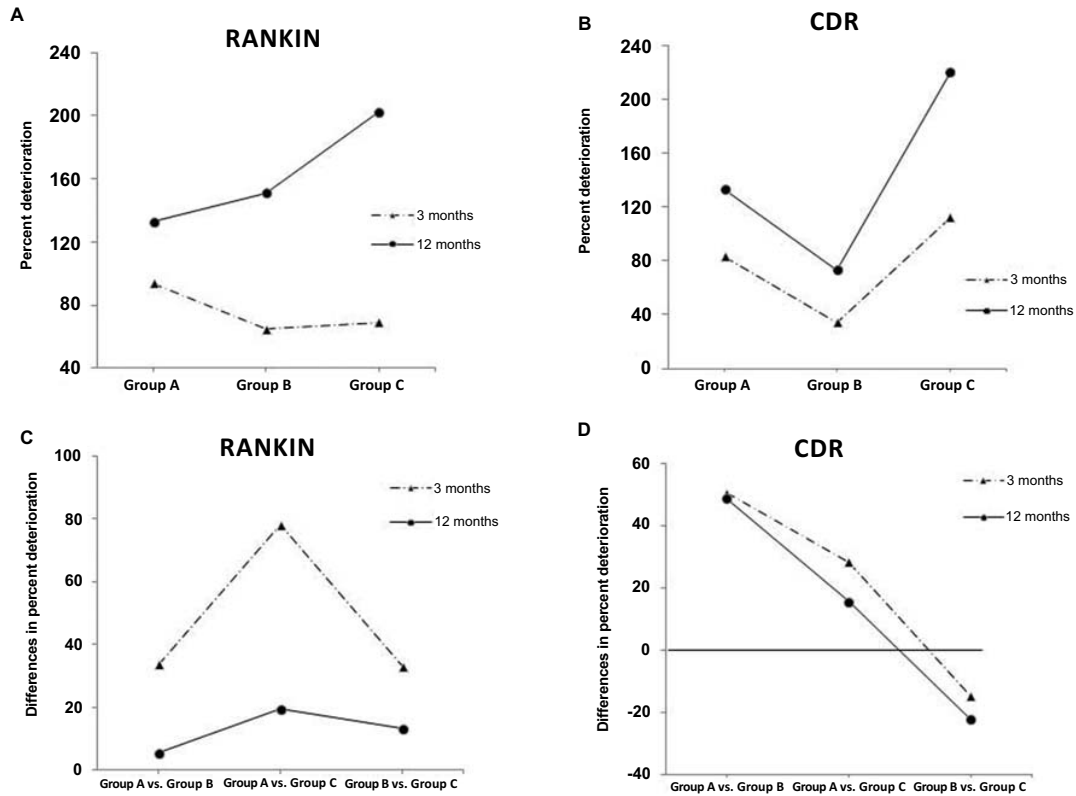 A
RANKIN
Percent deterioration
240
200
160
120
80
40
Group A
Group B
Group C
3 months
12 months
B
CDR
Percent deterioration
240
200
160
120
80
40
0
Group A
Group B
Group C
3 months
12 months
C
RANKIN
Differences in percent deterioration
100
80
60
40
20
0
Group A vs. Group B
Group A vs. Group C
Group B vs. Group C
3 months
12 months
D
CDR
Differences in percent deterioration
60
40
20
0
-20
-40
Group A vs. Group B
Group A vs. Group C
Group B vs. Group C
3 months
12 months